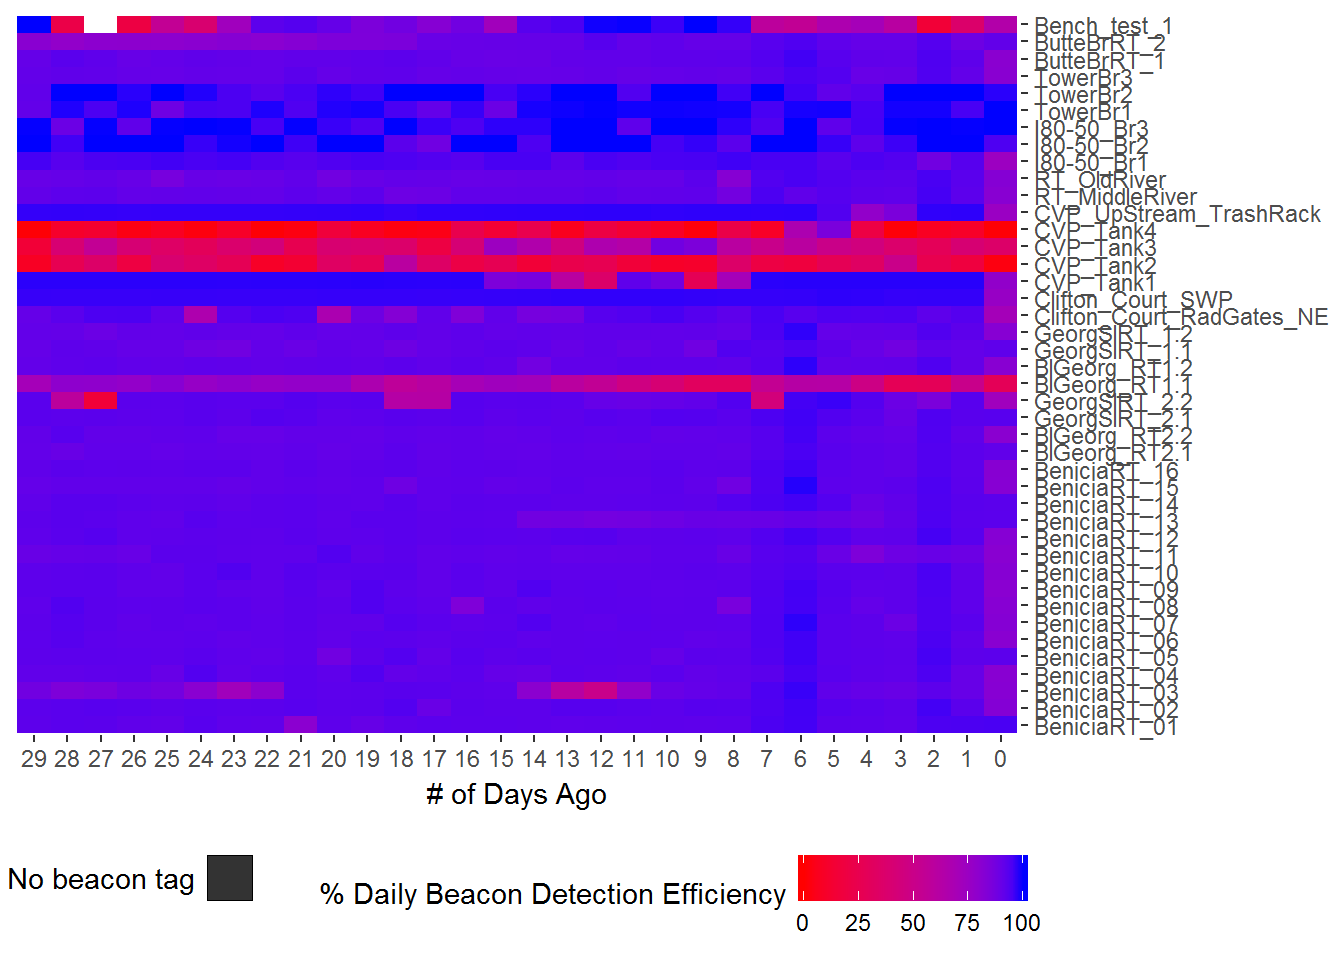 Bench_test_1
ButteBrRT_2
ButteBrRT_1
TowerBr3
TowerBr2
TowerBr1
I80-50_Br3
I80-50_Br2
I80-50_Br1
RT_OldRiver
RT_MiddleRiver
CVP_UpStream_TrashRack
CVP_Tank4
CVP_Tank3
CVP_Tank2
CVP_Tank1
Clifton_Court_SWP
Clifton_Court_RadGates_NE
GeorgSlRT_1.2
GeorgSlRT_1.1
BlGeorg_RT1.2
BlGeorg_RT1.1
GeorgSlRT_2.2
GeorgSlRT_2.1
BlGeorg_RT2.2
BlGeorg_RT2.1
BeniciaRT_16
BeniciaRT_15
BeniciaRT_14
BeniciaRT_13
BeniciaRT_12
BeniciaRT_11
BeniciaRT_10
BeniciaRT_09
BeniciaRT_08
BeniciaRT_07
BeniciaRT_06
BeniciaRT_05
BeniciaRT_04
BeniciaRT_03
BeniciaRT_02
BeniciaRT_01
29 28 27 26 25 24 23 22 21 20 19 18 17 16 15 14 13 12 11 10 9 8 7 6 5 4 3 2 1 0
# of Days Ago
No beacon tag
% Daily Beacon Detection Efficiency
0 25 50 75 100